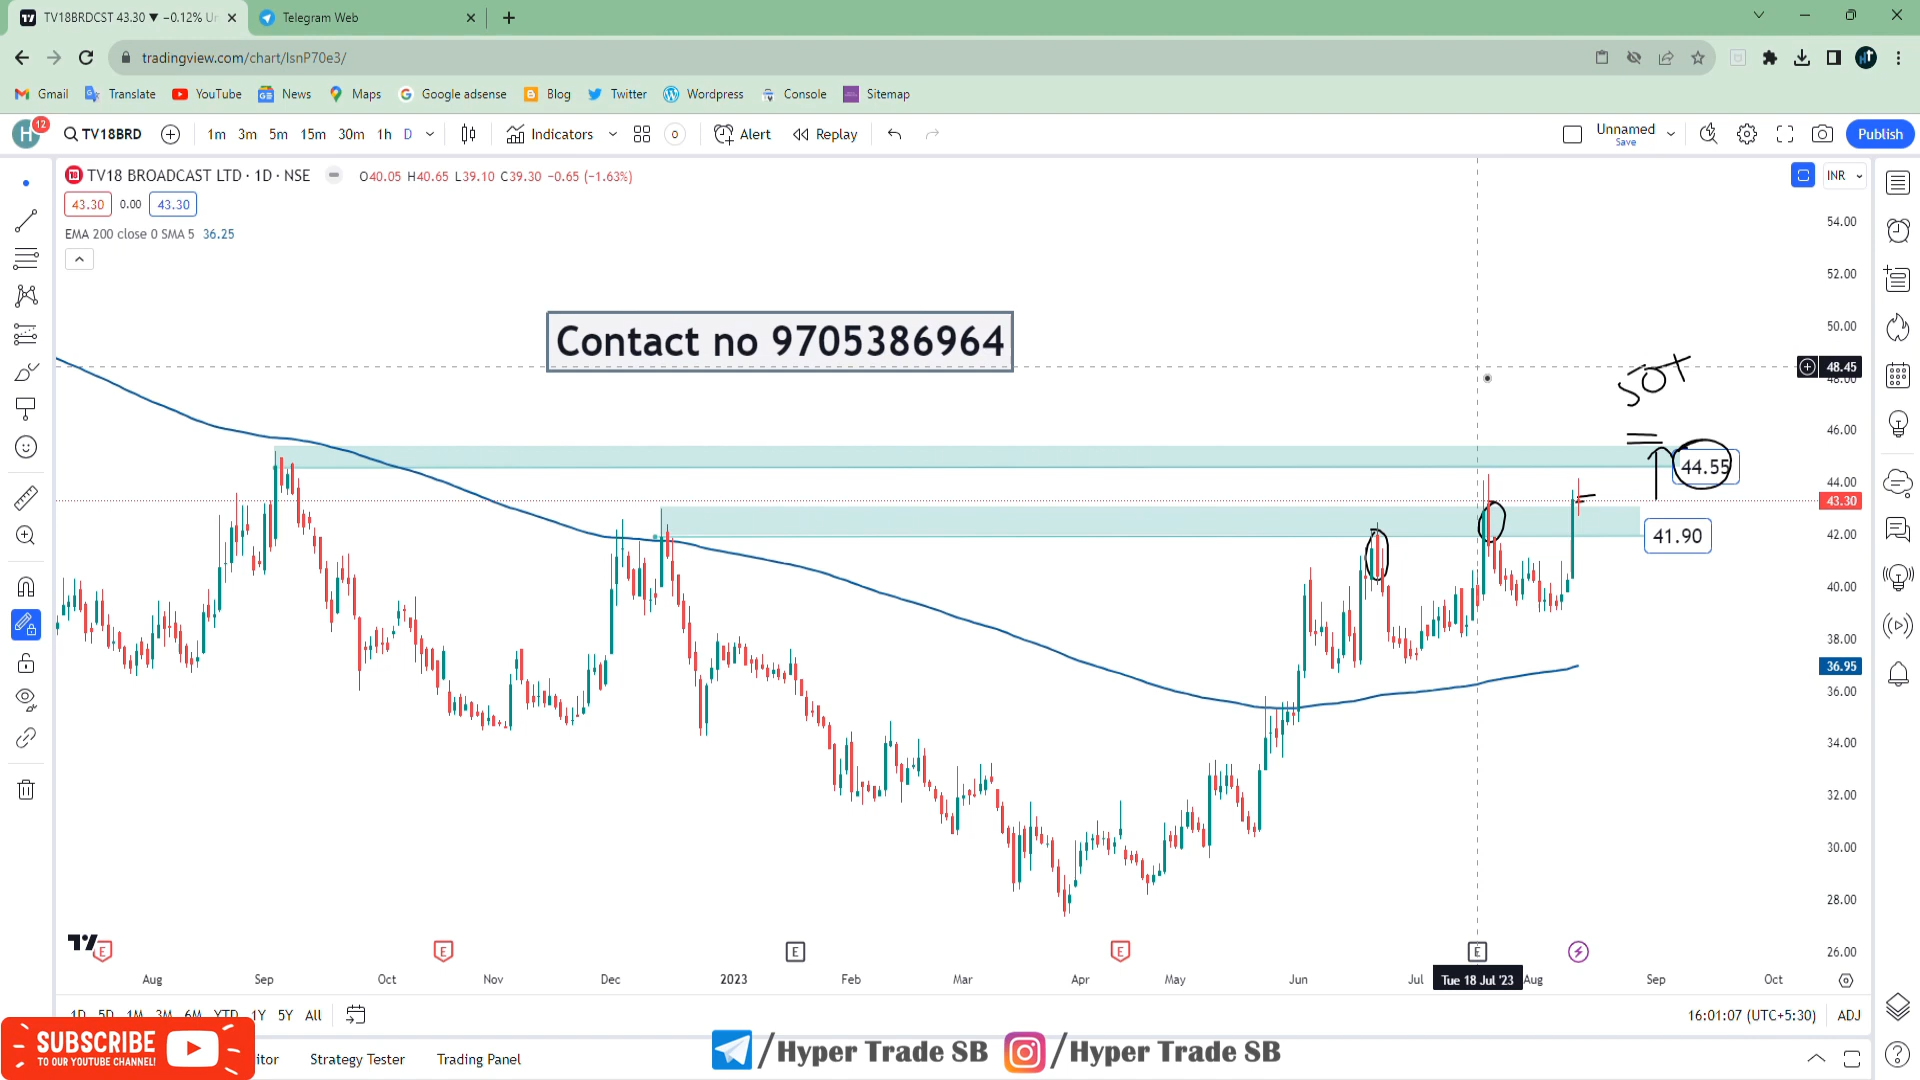 TV18BRDCST 43.30 ▼ −0.12% Un
Telegram Web
tradingview.com/chart/IsnP70e3/
Gmail Translate YouTube News Maps Google adsense Blog Twitter Wordpress Console Sitemap
H 12 TV18BRD 1m 3m 5m 15m 30m 1h D Indicators Alert Replay Unnamed Save Publish
TV18 BROADCAST LTD · 1D · NSE O40.05 H40.65 L39.10 C39.30 −0.65 (−1.63%) INR
43.30 0.00 43.30
EMA 200 close 0 SMA 5 36.25
Contact no 9705386964
50+
44.55
41.90
54.00
52.00
50.00
48.45
48.00
46.00
44.00
43.30
42.00
40.00
38.00
36.95
36.00
34.00
32.00
30.00
28.00
26.00
E E E E E
Aug Sep Oct Nov Dec 2023 Feb Mar Apr May Jun Jul Tue 18 Jul '23 Aug Sep Oct
1D 5D 1M 3M 6M YTD 1Y 5Y All 16:01:07 (UTC+5:30) ADJ
SUBSCRIBE
TO OUR YOUTUBE CHANNEL!
itor Strategy Tester Trading Panel
/Hyper Trade SB /Hyper Trade SB